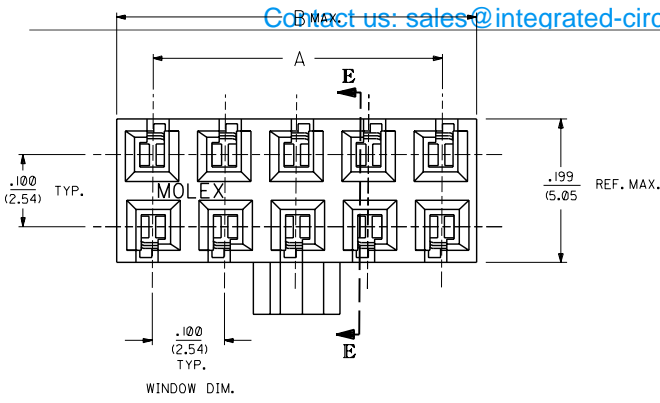 Contact us: sales@integrated-circ
B MAX.
A
E
.100
(2.54)
TYP.
MOLEX
.199
(5.05
REF. MAX.
.100
(2.54)
TYP.
E
WINDOW DIM.